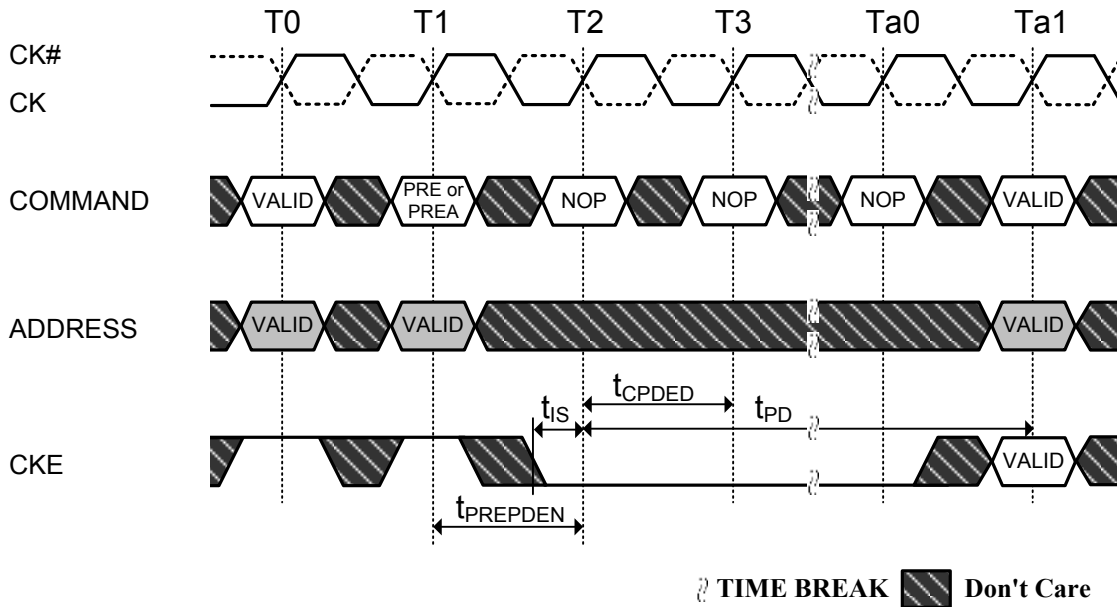 T0 T1 T2 T3 Ta0 Ta1
CK#
CK
COMMAND VALID PRE or PREA NOP NOP NOP VALID
ADDRESS VALID VALID VALID
tIS tCPDED tPD
CKE VALID
tPREPDEN
TIME BREAK Don't Care